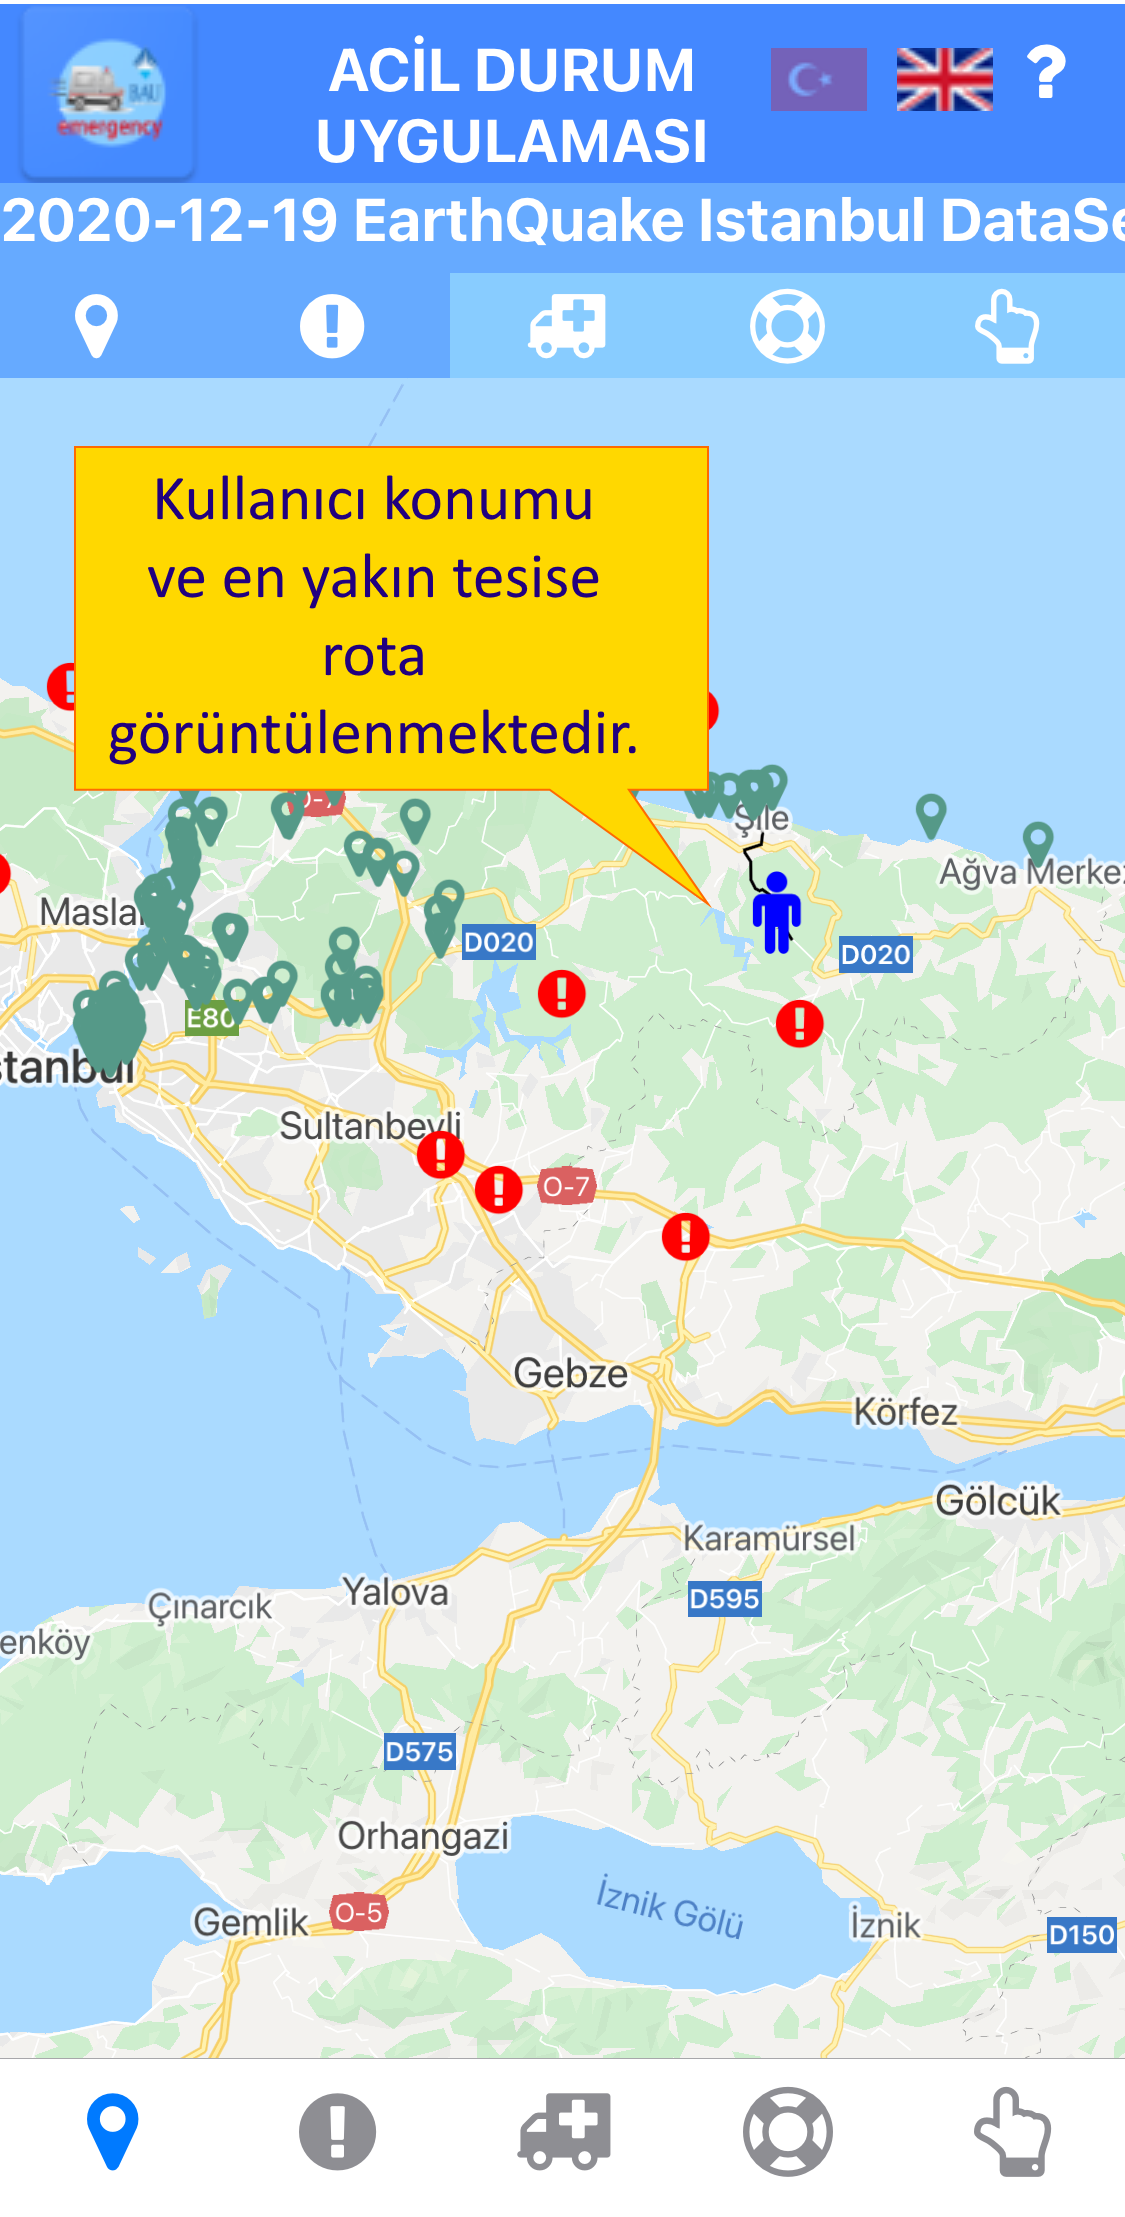 BAU
emergency
ACİL DURUM
UYGULAMASI
?
2020-12-19 EarthQuake Istanbul DataSe
Kullanıcı konumu
ve en yakın tesise
rota
görüntülenmektedir.
Şile
Ağva Merkez
Masla
D020
D020
E80
stanbul
Sultanbeyli
O-7
Gebze
Körfez
Gölcük
Karamürsel
Yalova
D595
Çınarcık
enköy
D575
Orhangazi
İznik Gölü
O-5
Gemlik
İznik
D150